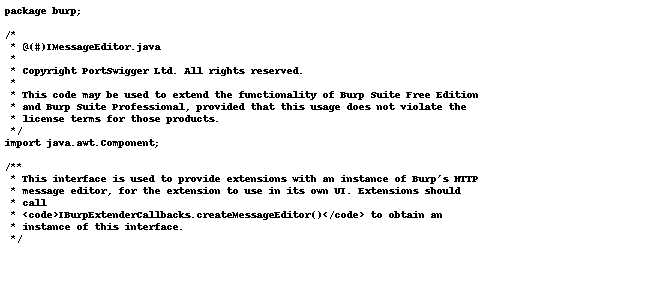 package burp;
/*
 * @(#)IMessageEditor.java
 *
 * Copyright PortSwigger Ltd. All rights reserved.
 *
 * This code may be used to extend the functionality of Burp Suite Free Edition
 * and Burp Suite Professional, provided that this usage does not violate the
 * license terms for those products.
 */
import java.awt.Component;
/**
 * This interface is used to provide extensions with an instance of Burp's HTTP
 * message editor, for the extension to use in its own UI. Extensions should
 * call
 * <code>IBurpExtenderCallbacks.createMessageEditor()</code> to obtain an
 * instance of this interface.
 */